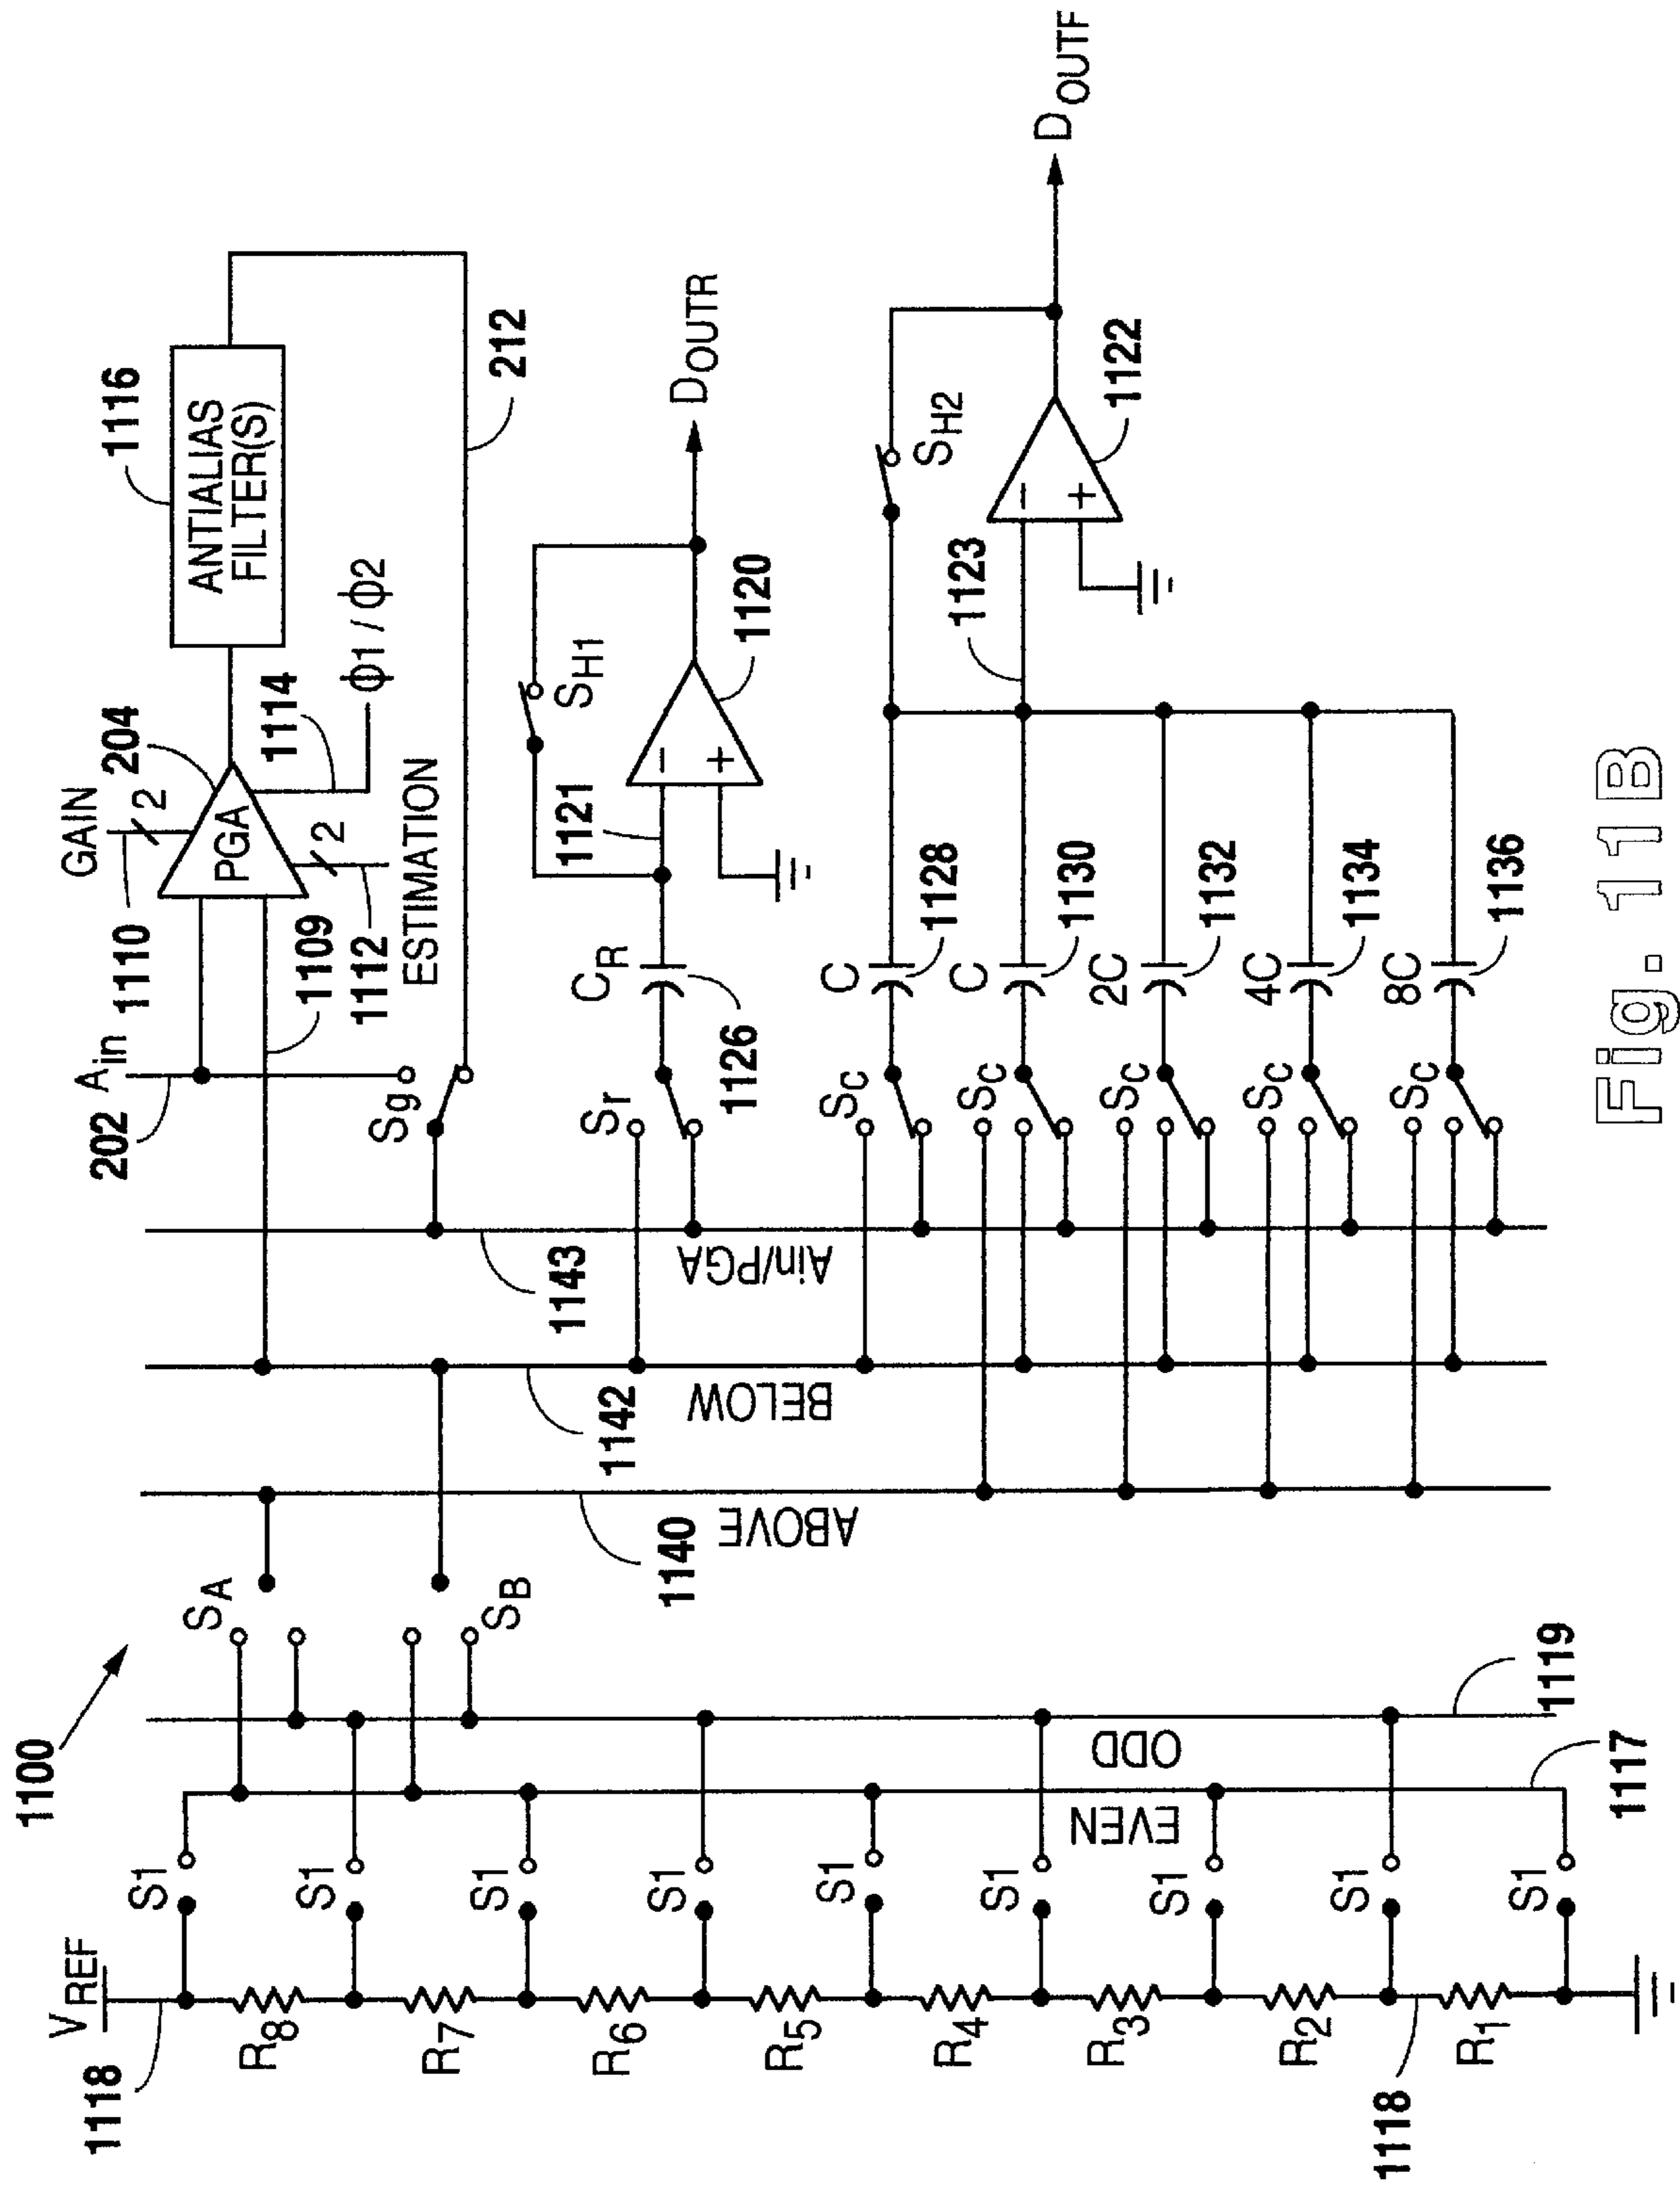 1100
GAIN
1110
2
204
PGA
1116
ANTIALIAS
FILTER(S)
202
A in
1109
1112
2
ESTIMATION
1114
Φ1 / Φ2
212
Sg
VREF
1118
S1
S1
S1
S1
S1
S1
S1
S1
S1
R8
R7
R6
R5
R4
R3
R2
R1
1118
EVEN
1117
ODD
1119
SA
SB
ABOVE
1140
BELOW
1142
Ain/PGA
1143
Sr
CR
1126
1121
SH1
−
+
1120
DOUTR
SC
C
1128
SC
C
1130
SC
2C
1132
SC
4C
1134
SC
8C
1136
1123
SH2
−
+
1122
DOUTF
Fig. 11B